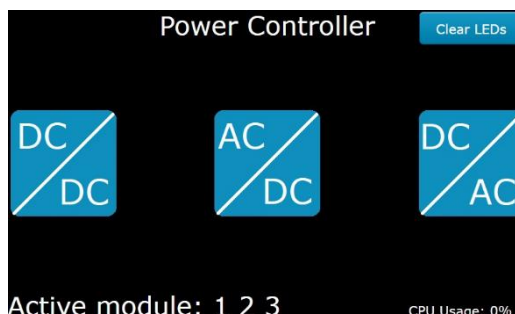 Power Controller
Clear LEDs
DC
DC
AC
DC
DC
AC
Active module: 1 2 3
CPU Usage: 0%